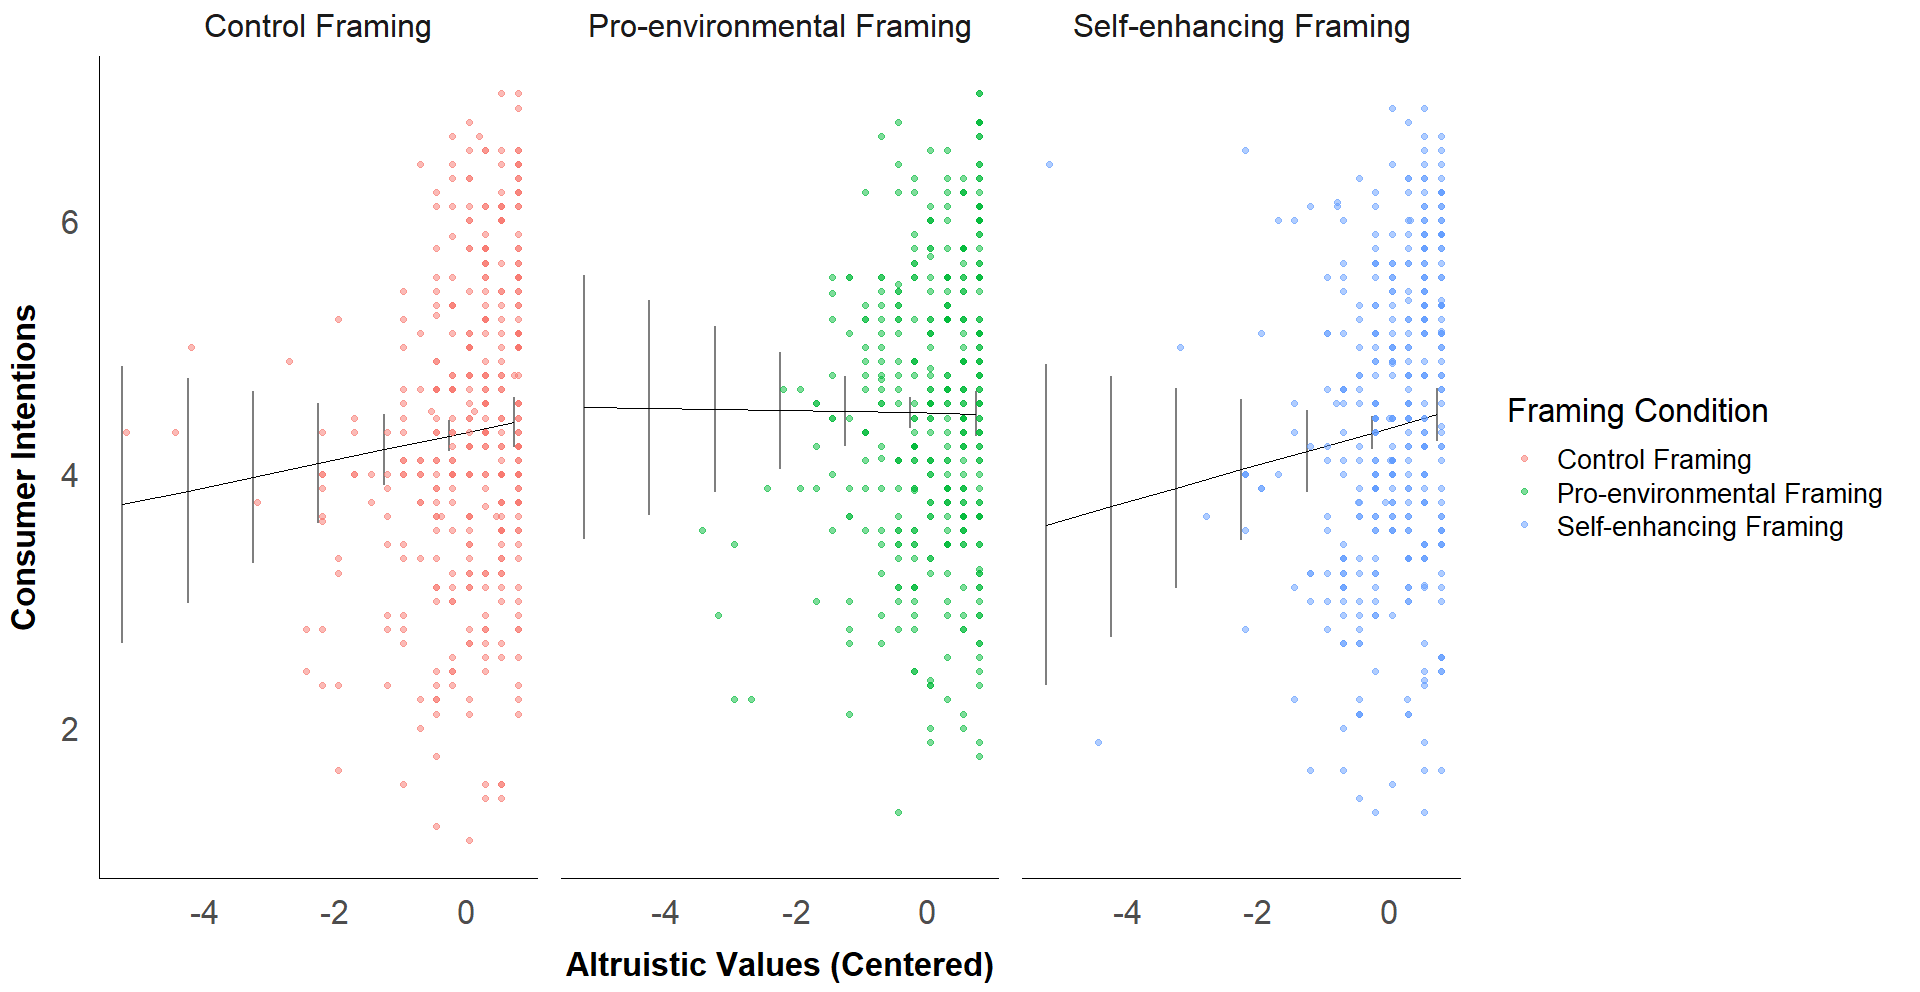 Control Framing
Pro-environmental Framing
Self-enhancing Framing
Consumer Intentions
6
4
2
-4
-2
0
-4
-2
0
-4
-2
0
Altruistic Values (Centered)
Framing Condition
Control Framing
Pro-environmental Framing
Self-enhancing Framing